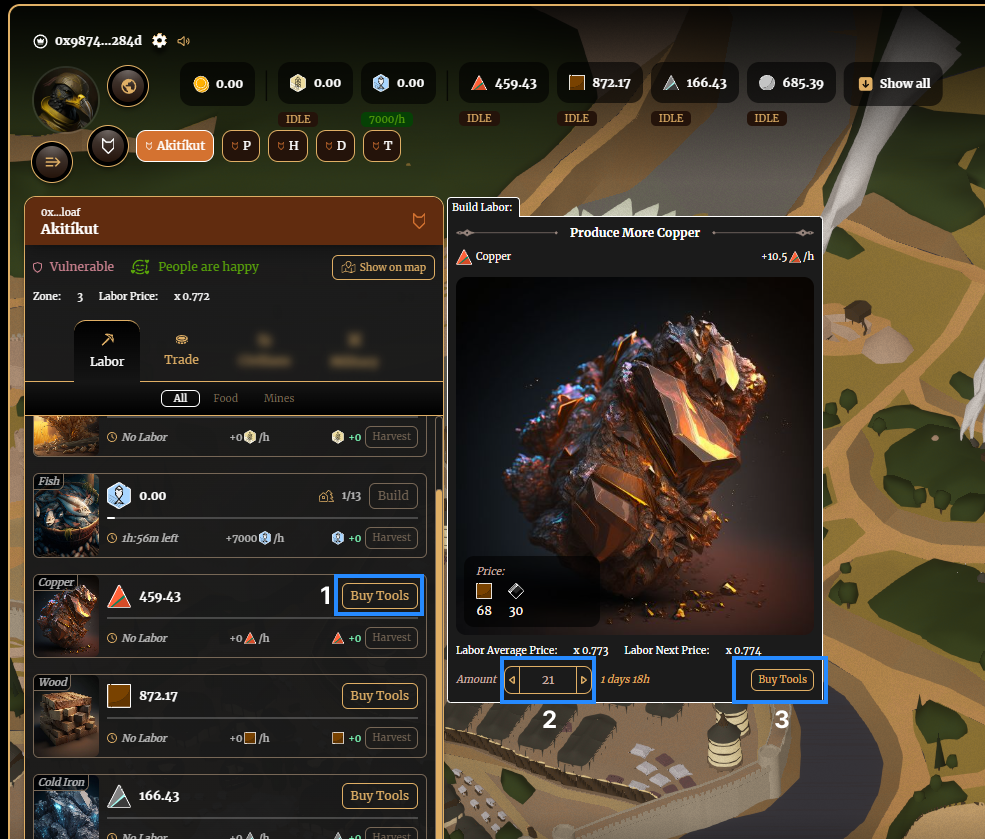 0x9874...284d
0.00
0.00
0.00
459.43
872.17
166.43
685.39
Show all
IDLE
7000/h
IDLE
IDLE
IDLE
IDLE
Akitíkut
P
H
D
T
0x...loaf
Akitíkut
Vulnerable
People are happy
Show on map
Zone: 3 Labor Price: x 0.772
Labor
Trade
All
Food
Mines
No Labor
+0 /h
+0
Harvest
Fish
0.00
1/13
Build
1h:56m left
+7000 /h
+0
Harvest
Copper
459.43
1
Buy Tools
No Labor
+0 /h
+0
Harvest
Wood
872.17
Buy Tools
No Labor
+0 /h
+0
Harvest
Cold Iron
166.43
Buy Tools
No Labor
+0 /h
+0
Harvest
Build Labor:
Produce More Copper
Copper
+10.5 /h
Price:
68
30
Labor Average Price: x 0.773 Labor Next Price: x 0.774
Amount
21
1 days 18h
Buy Tools
2
3